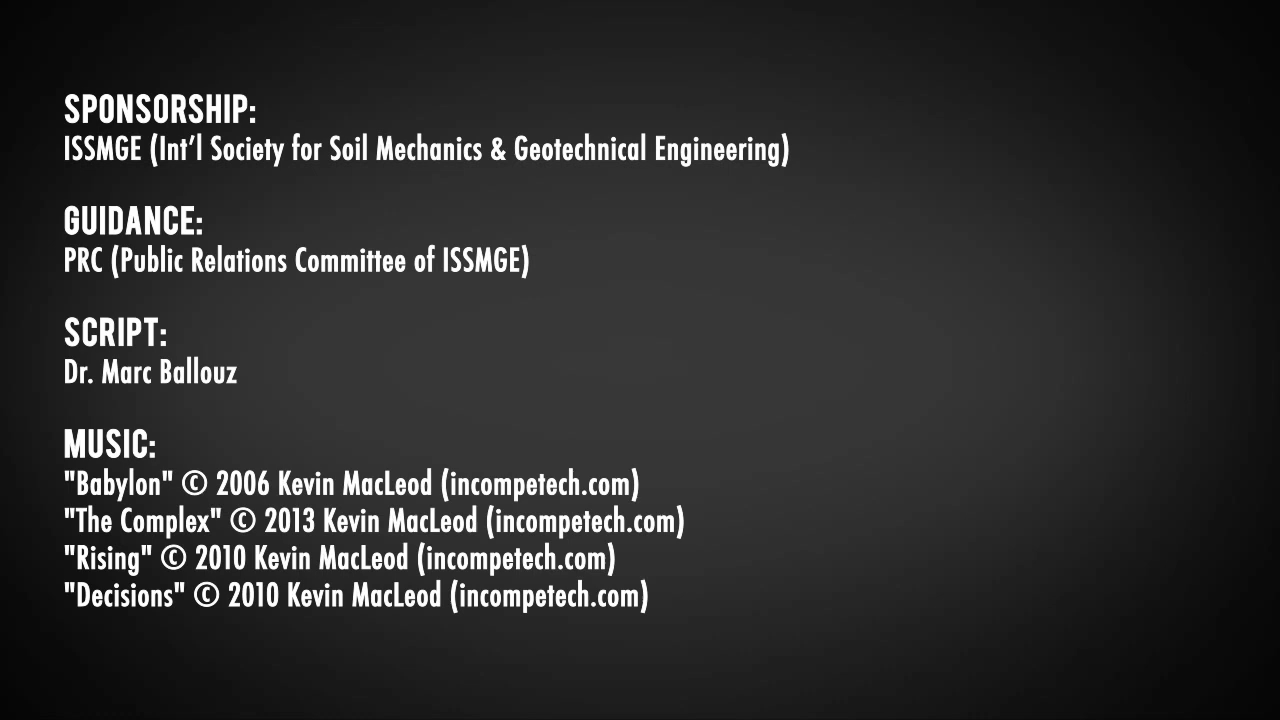 SPONSORSHIP:
ISSMGE (Int’l Society for Soil Mechanics & Geotechnical Engineering)
GUIDANCE:
PRC (Public Relations Committee of ISSMGE)
SCRIPT:
Dr. Marc Ballouz
MUSIC:
"Babylon" © 2006 Kevin MacLeod (incompetech.com)
"The Complex" © 2013 Kevin MacLeod (incompetech.com)
"Rising" © 2010 Kevin MacLeod (incompetech.com)
"Decisions" © 2010 Kevin MacLeod (incompetech.com)